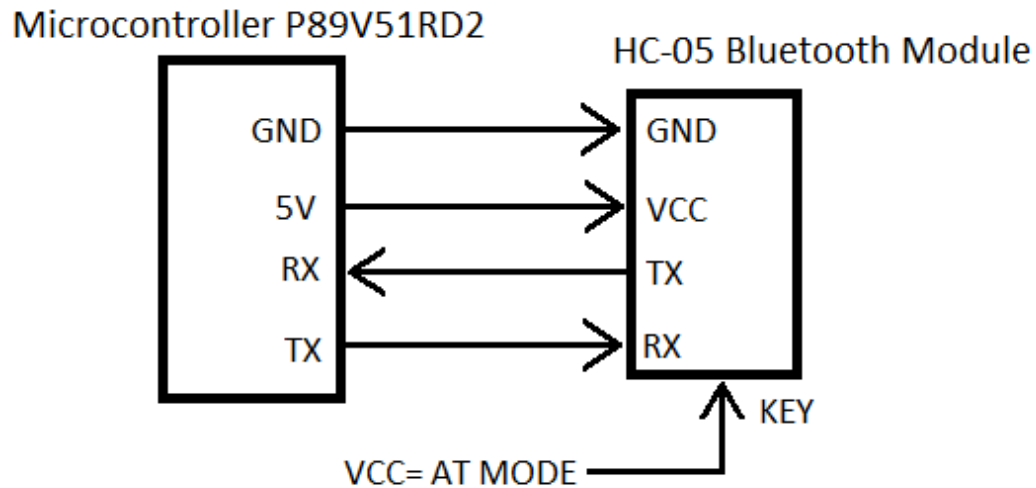 Microcontroller P89V51RD2
HC-05 Bluetooth Module
GND
GND
5V
VCC
RX
TX
TX
RX
KEY
VCC= AT MODE